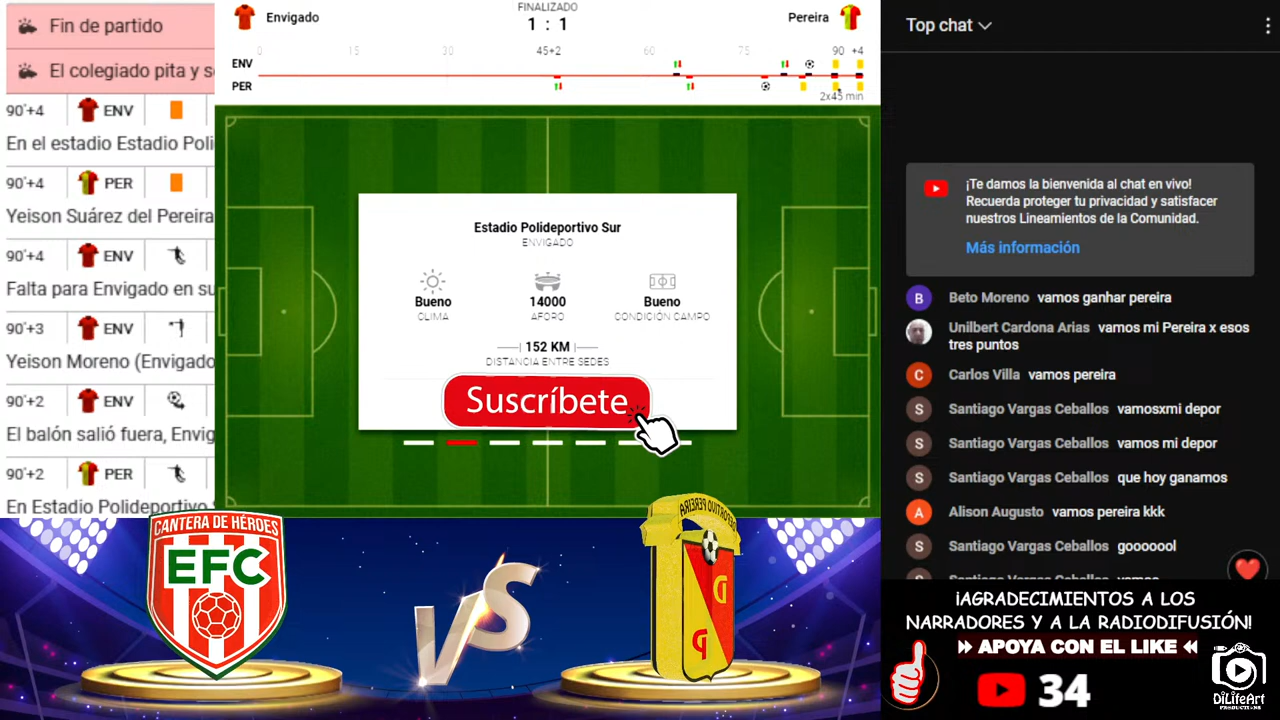 Fin de partido
El colegiado pita y s
90'+4 ENV
En el estadio Estadio Poli
90'+4 PER
Yeison Suárez del Pereira
90'+4 ENV
Falta para Envigado en su
90'+3 ENV
Yeison Moreno (Envigado
90'+2 ENV
El balón salió fuera, Envig
90'+2 PER
En Estadio Polideportivo S
Envigado
FINALIZADO
1 : 1
Pereira
0 15 30 45+2 60 75 90 +4
ENV
PER
2x45 min
Estadio Polideportivo Sur
ENVIGADO
Bueno
CLIMA
14000
AFORO
Bueno
CONDICIÓN CAMPO
152 KM
DISTANCIA ENTRE SEDES
Suscríbete
CANTERA DE HÉROES
EFC
VS
DEPORTIVO PEREIRA
Top chat
¡Te damos la bienvenida al chat en vivo!
Recuerda proteger tu privacidad y satisfacer
nuestros Lineamientos de la Comunidad.
Más información
B Beto Moreno vamos ganhar pereira
Unilbert Cardona Arias vamos mi Pereira x esos
tres puntos
C Carlos Villa vamos pereira
S Santiago Vargas Ceballos vamosxmi depor
S Santiago Vargas Ceballos vamos mi depor
S Santiago Vargas Ceballos que hoy ganamos
A Alison Augusto vamos pereira kkk
S Santiago Vargas Ceballos gooooool
¡AGRADECIMIENTOS A LOS
NARRADORES Y A LA RADIODIFUSIÓN!
APOYA CON EL LIKE
34
DiLifeArt
PRODUCTIONS